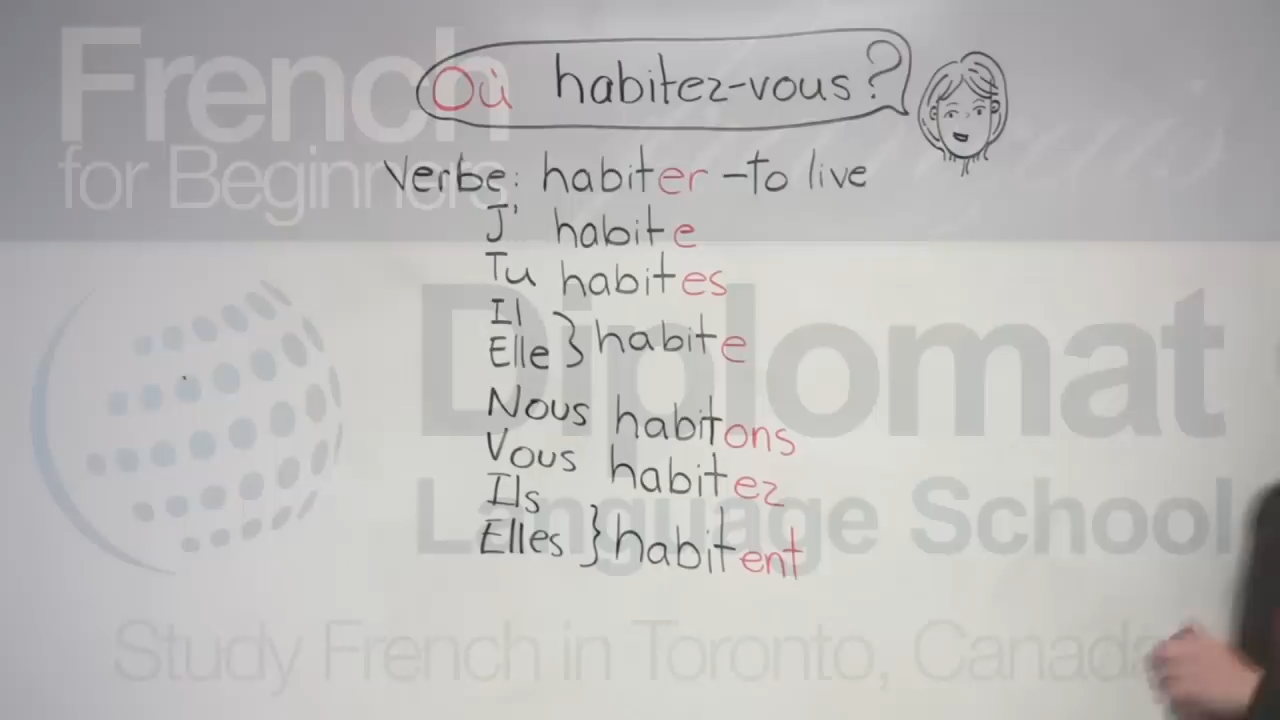 French
for Beginners
Où habitez-vous?
Verbe: habiter - to live
J' habite
Tu habites
Il
Elle } habite
Nous habitons
Vous habitez
Ils
Elles } habitent
Diplomat
Language School
Study French in Toronto, Canada